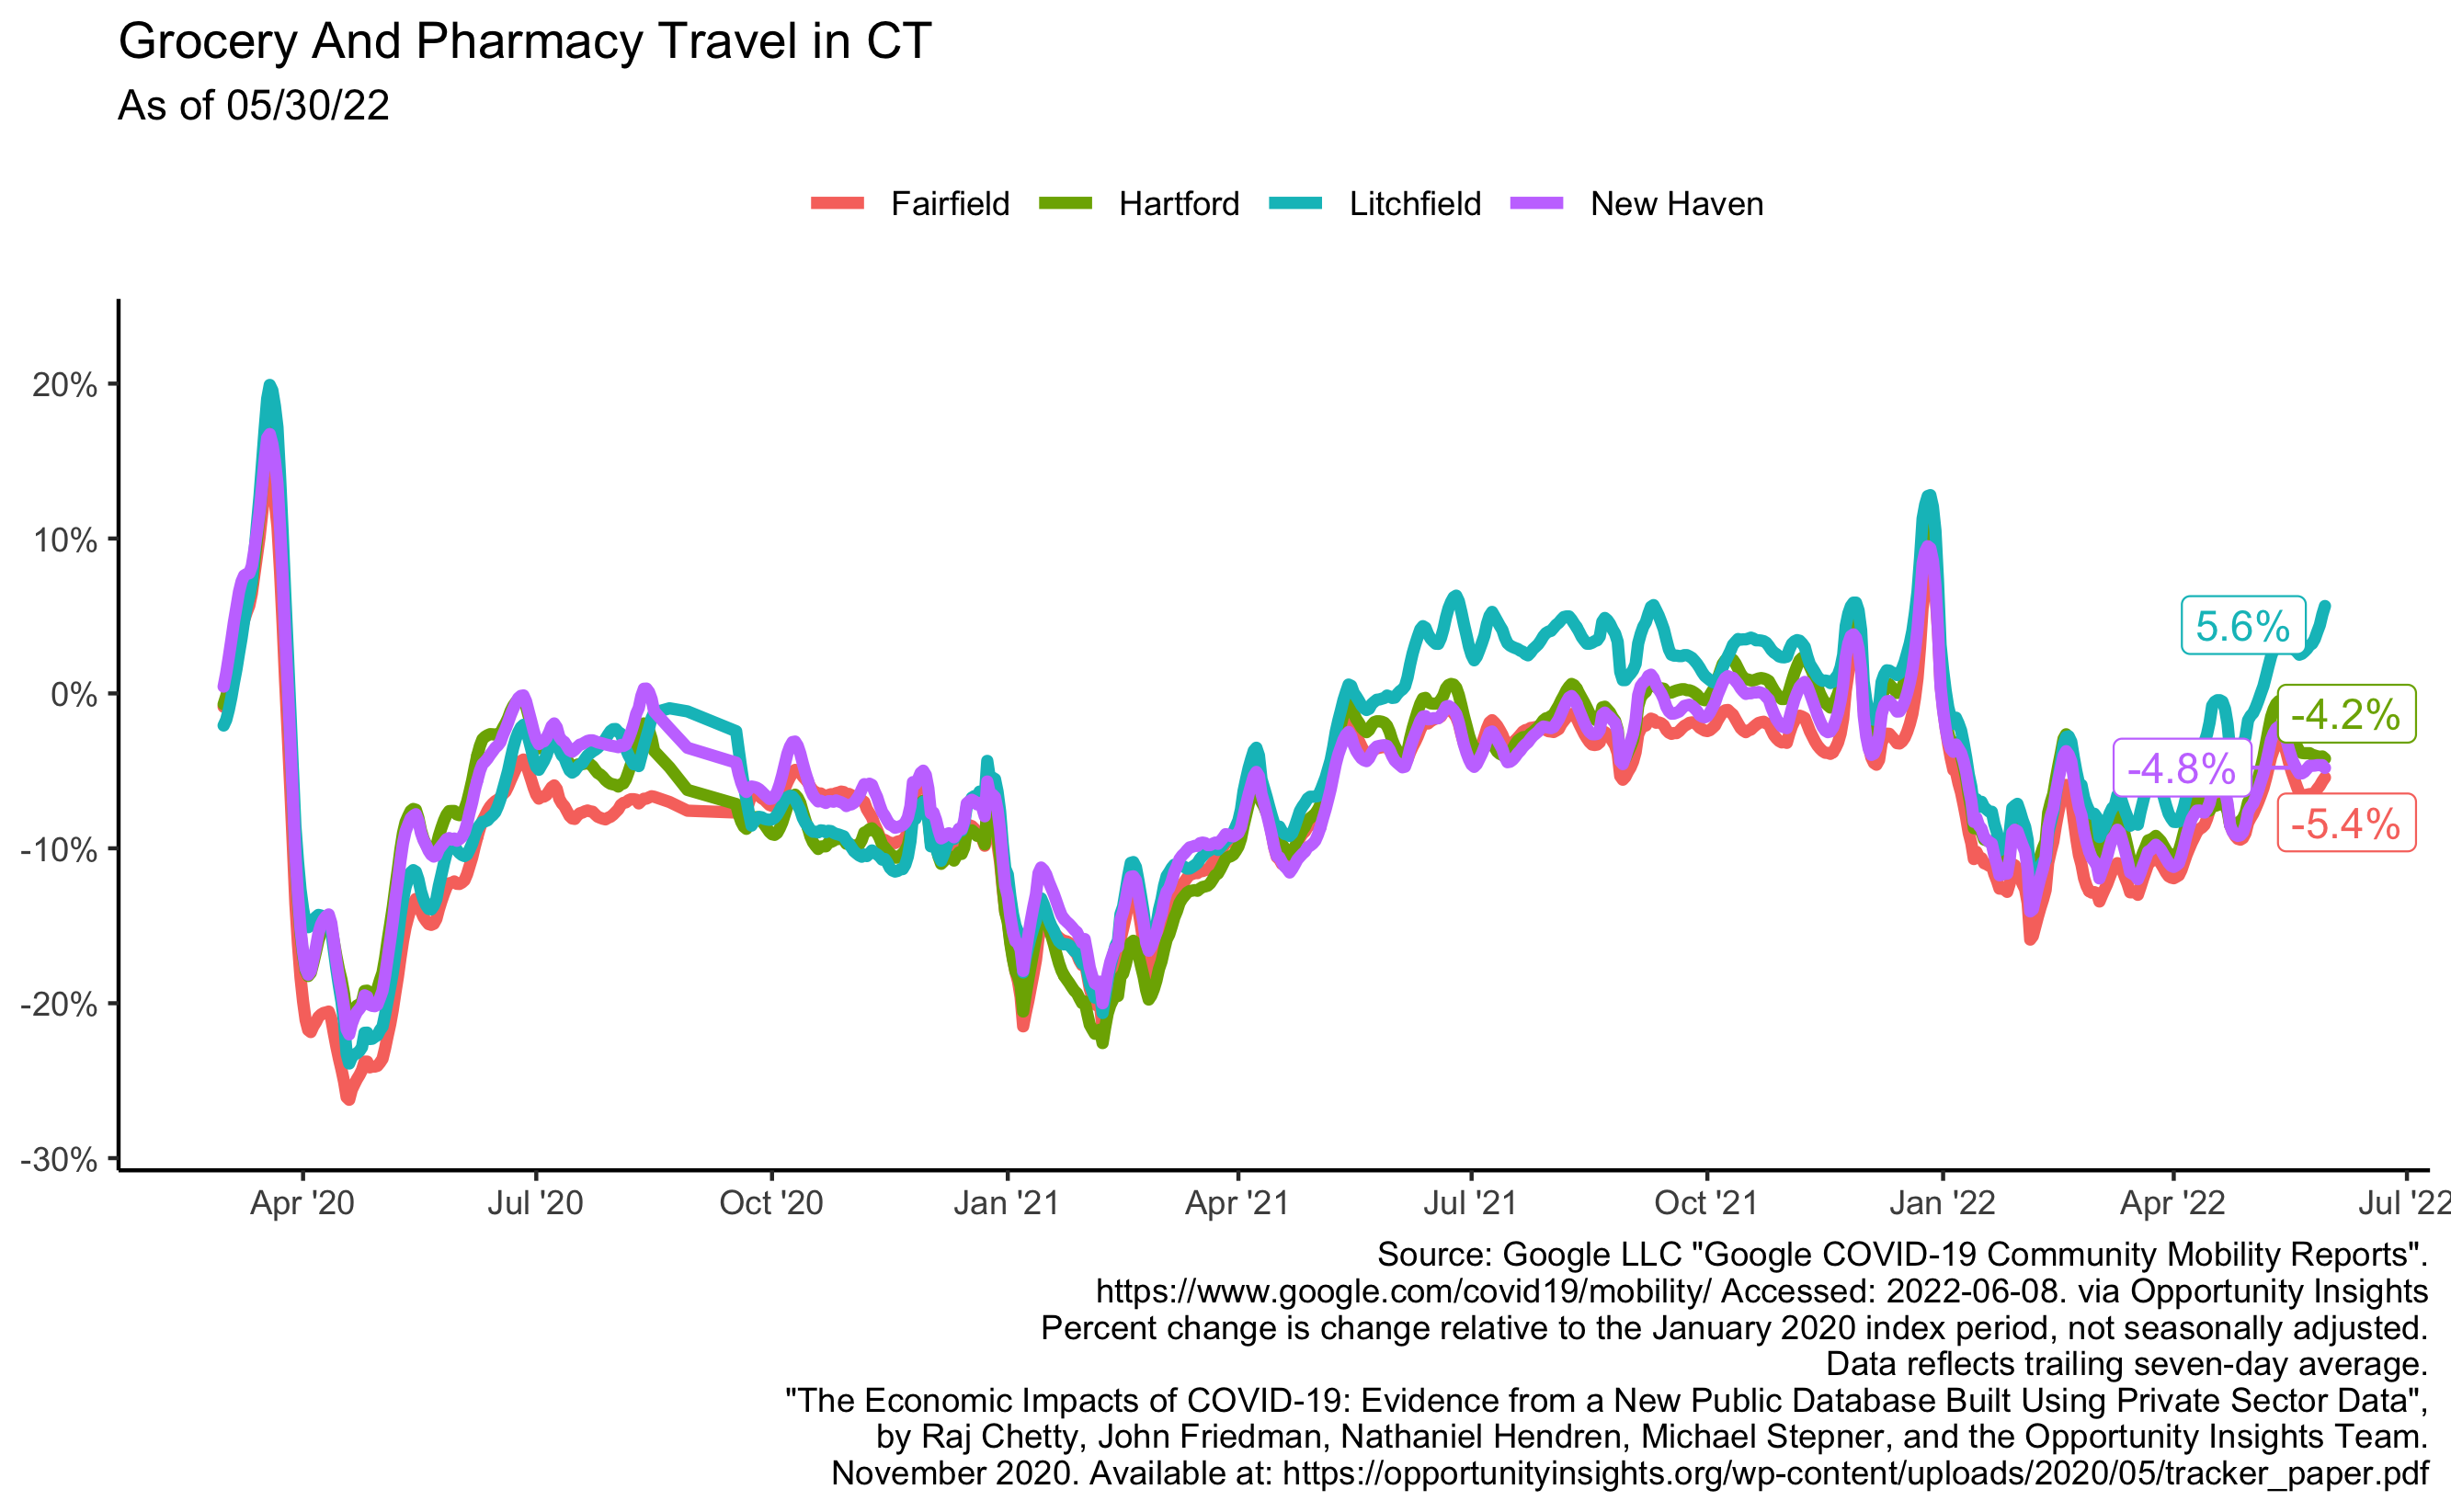 Grocery And Pharmacy Travel in CT
As of 05/30/22
Fairfield Hartford Litchfield New Haven
20%
10%
0%
-10%
-20%
-30%
5.6%
-4.2%
-4.8%
-5.4%
Apr '20 Jul '20 Oct '20 Jan '21 Apr '21 Jul '21 Oct '21 Jan '22 Apr '22 Jul '22
Source: Google LLC "Google COVID-19 Community Mobility Reports".
https://www.google.com/covid19/mobility/ Accessed: 2022-06-08. via Opportunity Insights
Percent change is change relative to the January 2020 index period, not seasonally adjusted.
Data reflects trailing seven-day average.
"The Economic Impacts of COVID-19: Evidence from a New Public Database Built Using Private Sector Data",
by Raj Chetty, John Friedman, Nathaniel Hendren, Michael Stepner, and the Opportunity Insights Team.
November 2020. Available at: https://opportunityinsights.org/wp-content/uploads/2020/05/tracker_paper.pdf